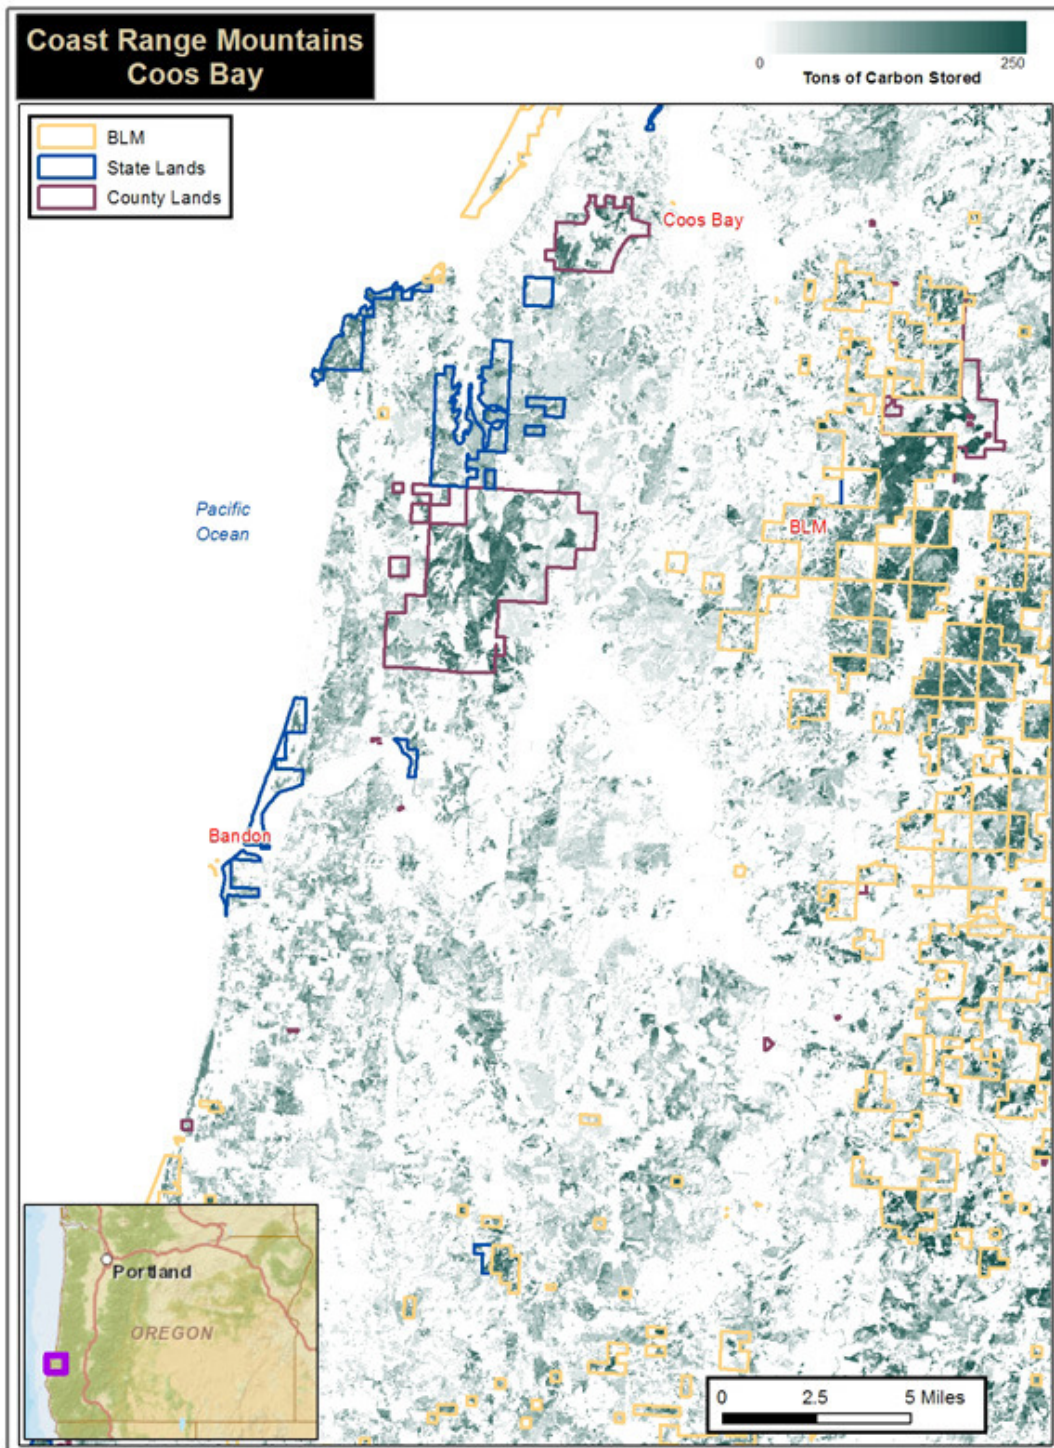 Coast Range Mountains
Coos Bay
0
250
Tons of Carbon Stored
BLM
State Lands
County Lands
Coos Bay
Pacific
Ocean
BLM
Bandon
Portland
OREGON
0 2.5 5 Miles